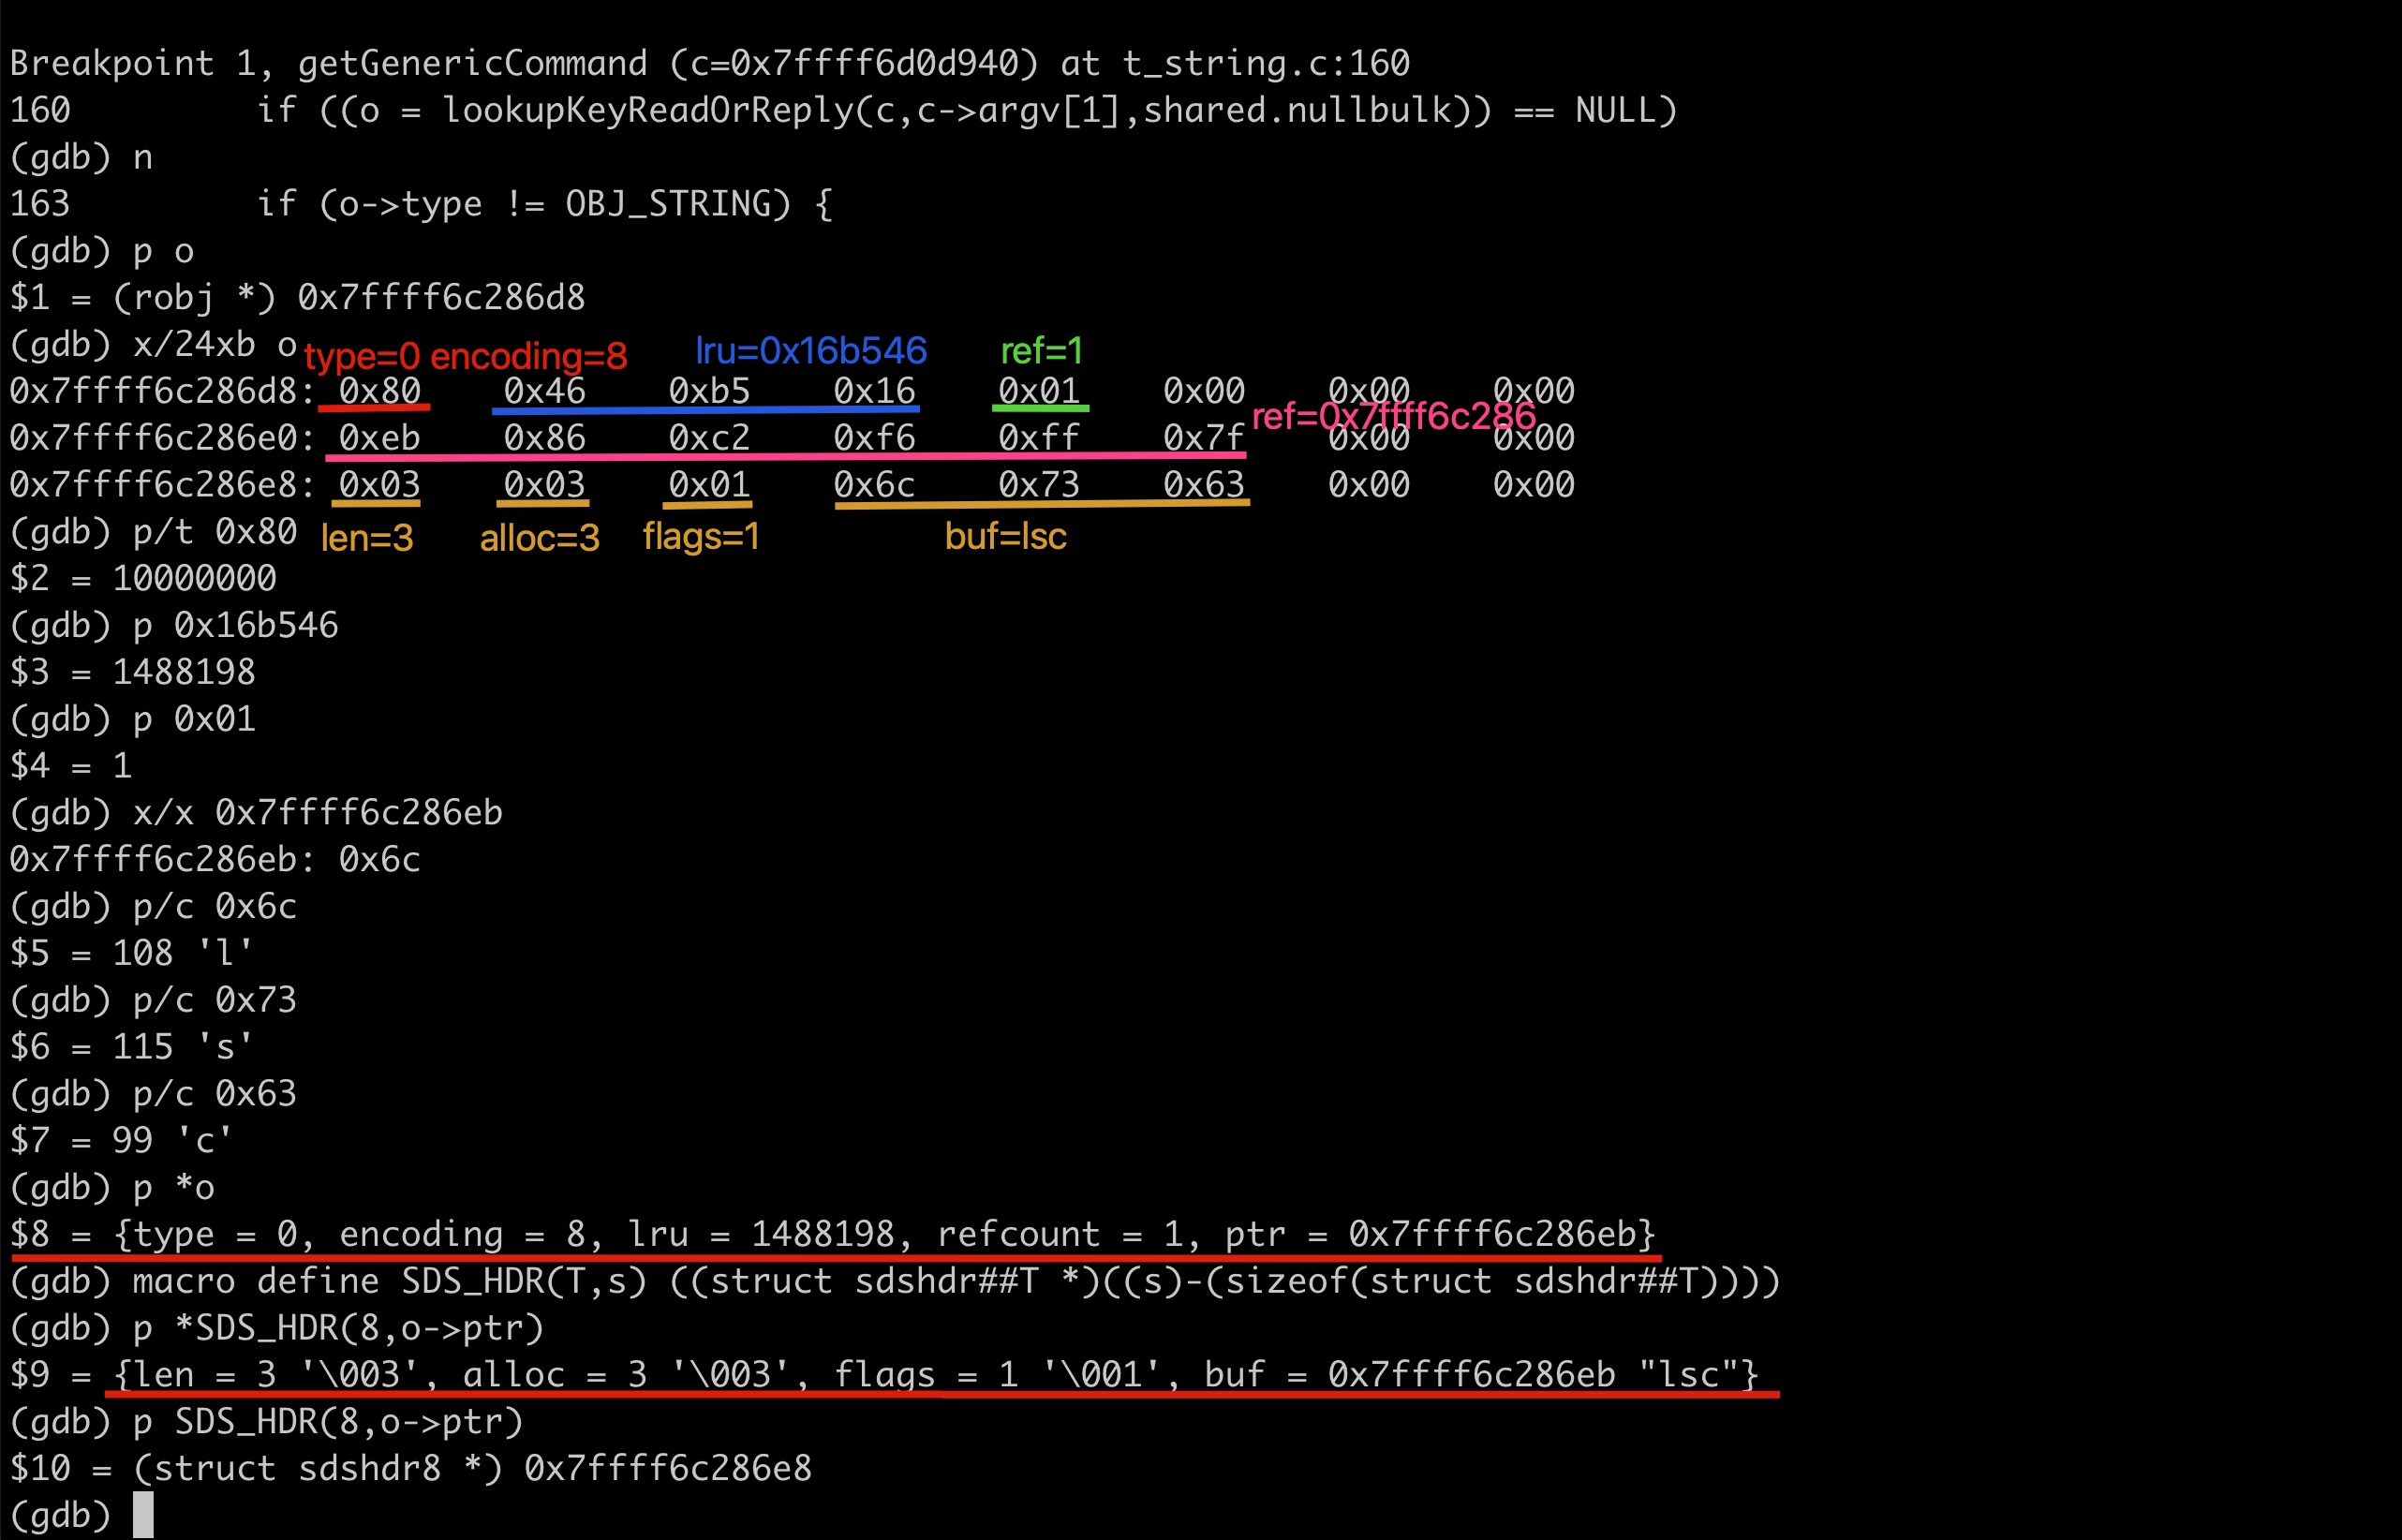 Breakpoint 1, getGenericCommand (c=0x7ffff6d0d940) at t_string.c:160
160         if ((o = lookupKeyReadOrReply(c,c->argv[1],shared.nullbulk)) == NULL)
(gdb) n
163         if (o->type != OBJ_STRING) {
(gdb) p o
$1 = (robj *) 0x7ffff6c286d8
(gdb) x/24xb o
type=0 encoding=8 lru=0x16b546 ref=1
0x7ffff6c286d8: 0x80 0x46 0xb5 0x16 0x01 0x00 0x00 0x00
ref=0x7ffff6c286
0x7ffff6c286e0: 0xeb 0x86 0xc2 0xf6 0xff 0x7f 0x00 0x00
0x7ffff6c286e8: 0x03 0x03 0x01 0x6c 0x73 0x63 0x00 0x00
(gdb) p/t 0x80
len=3 alloc=3 flags=1 buf=lsc
$2 = 10000000
(gdb) p 0x16b546
$3 = 1488198
(gdb) p 0x01
$4 = 1
(gdb) x/x 0x7ffff6c286eb
0x7ffff6c286eb: 0x6c
(gdb) p/c 0x6c
$5 = 108 'l'
(gdb) p/c 0x73
$6 = 115 's'
(gdb) p/c 0x63
$7 = 99 'c'
(gdb) p *o
$8 = {type = 0, encoding = 8, lru = 1488198, refcount = 1, ptr = 0x7ffff6c286eb}
(gdb) macro define SDS_HDR(T,s) ((struct sdshdr##T *)((s)-(sizeof(struct sdshdr##T))))
(gdb) p *SDS_HDR(8,o->ptr)
$9 = {len = 3 '\003', alloc = 3 '\003', flags = 1 '\001', buf = 0x7ffff6c286eb "lsc"}
(gdb) p SDS_HDR(8,o->ptr)
$10 = (struct sdshdr8 *) 0x7ffff6c286e8
(gdb)